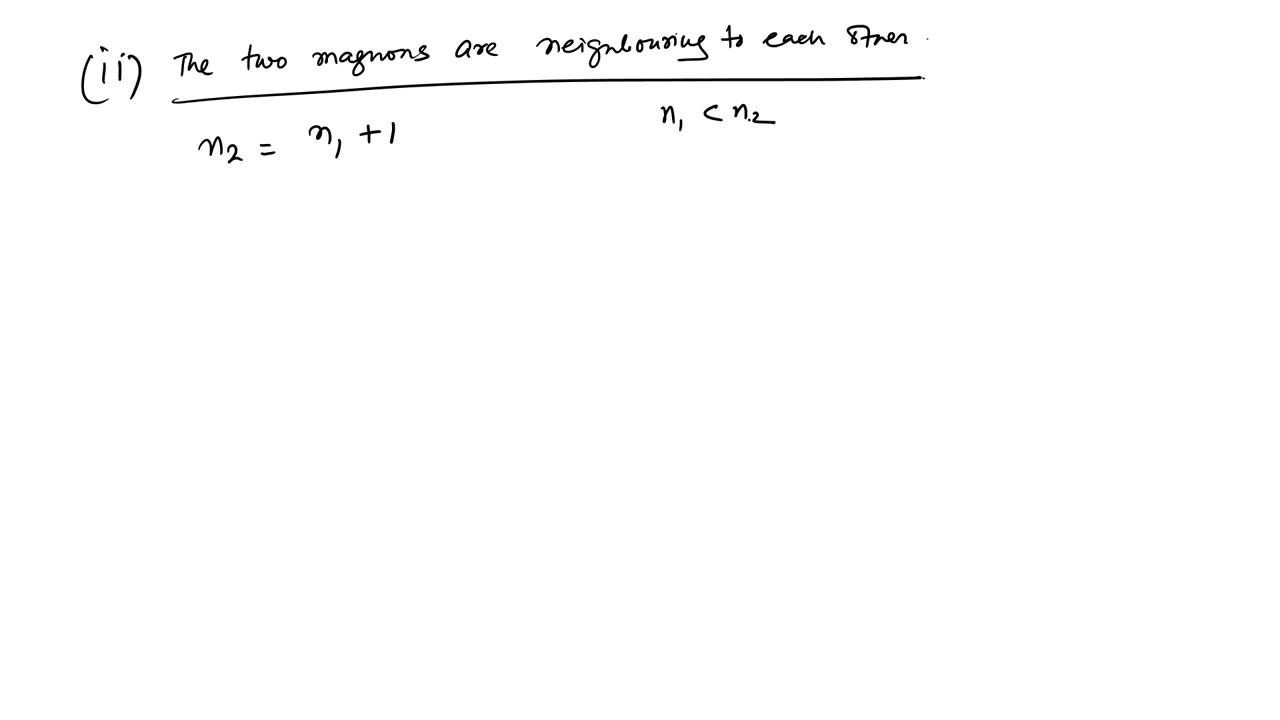 (ii) The two magnons are neighbouring to each other.
n₁ < n₂
n₂ = n₁ + 1